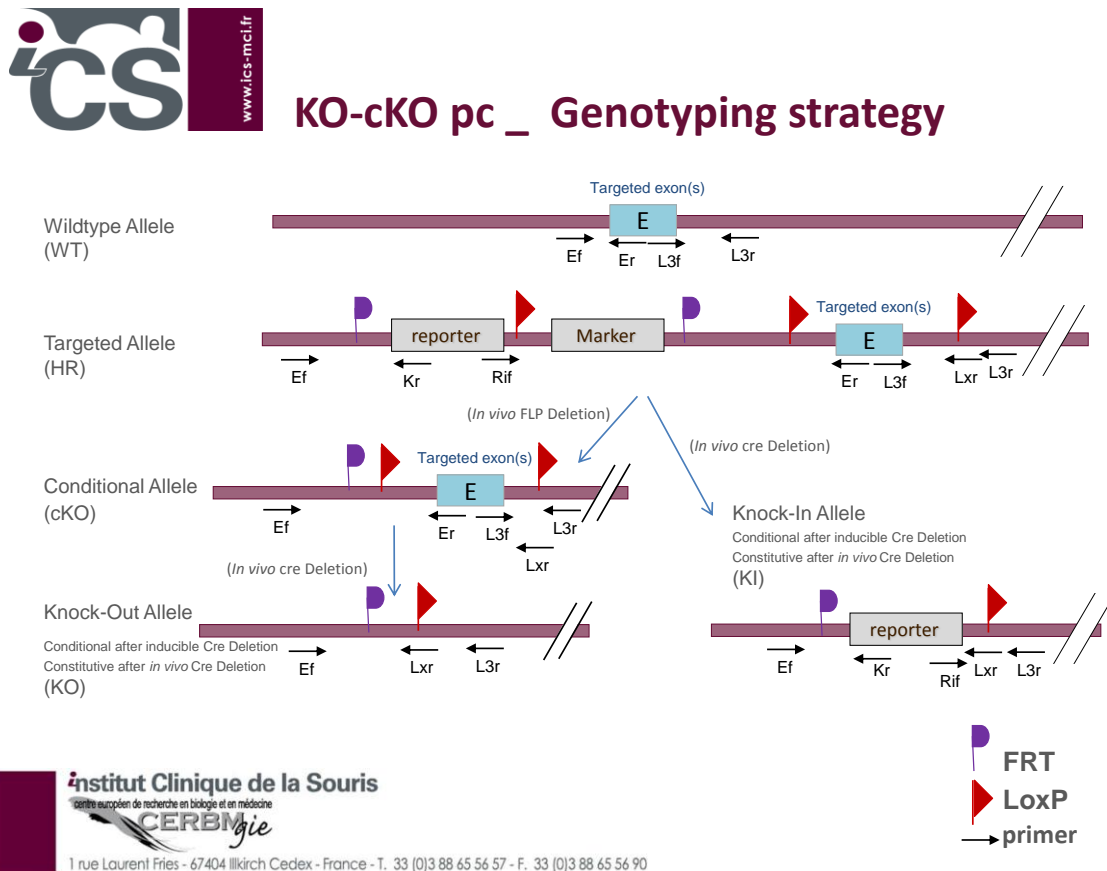 iCS
www.ics-mci.fr
KO-cKO pc _ Genotyping strategy
Wildtype Allele
(WT)
Targeted exon(s)
E
Ef
Er
L3f
L3r
Targeted Allele
(HR)
Targeted exon(s)
reporter
Marker
E
Ef
Kr
Rif
Er
L3f
Lxr
L3r
(In vivo FLP Deletion)
(In vivo cre Deletion)
Conditional Allele
(cKO)
Targeted exon(s)
E
Ef
Er
L3f
L3r
Lxr
(In vivo cre Deletion)
Knock-Out Allele
Conditional after inducible Cre Deletion
Constitutive after in vivo Cre Deletion
(KO)
Ef
Lxr
L3r
Knock-In Allele
Conditional after inducible Cre Deletion
Constitutive after in vivo Cre Deletion
(KI)
reporter
Ef
Kr
Rif
Lxr
L3r
FRT
LoxP
primer
institut Clinique de la Souris
centre européen de recherche en biologie et en médecine
CERBM gie
1 rue Laurent Fries - 67404 Illkirch Cedex - France - T. 33 (0)3 88 65 56 57 - F. 33 (0)3 88 65 56 90